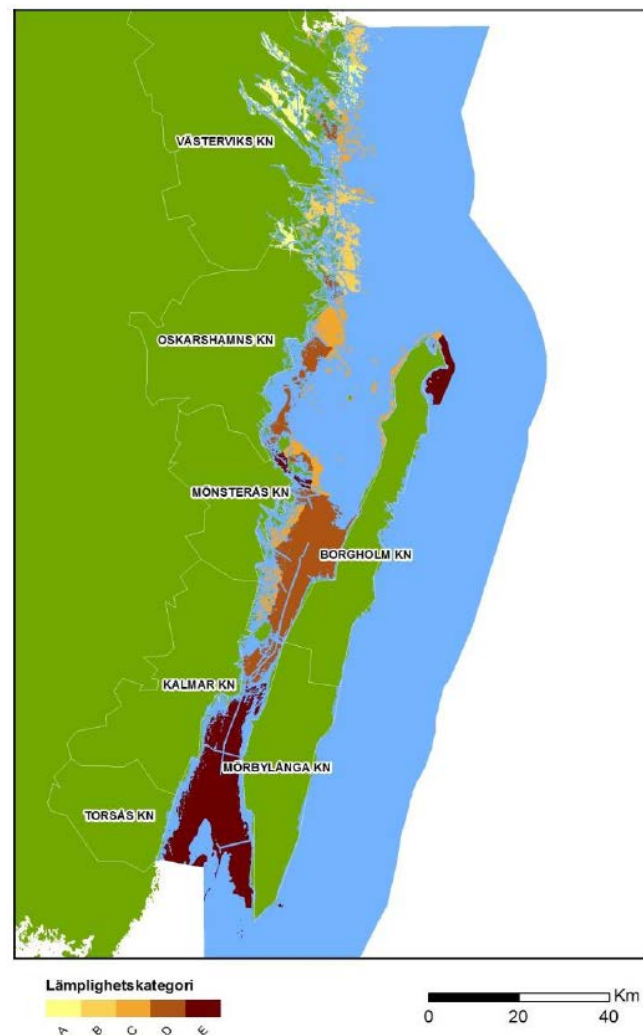 VÄSTERVIKS KN
OSKARSHAMNS KN
MÖNSTERÅS KN
BORGHOLM KN
KALMAR KN
MÖRBYLÅNGA KN
TORSÅS KN
Lämplighetskategori
A B C D E
Km
0 20 40